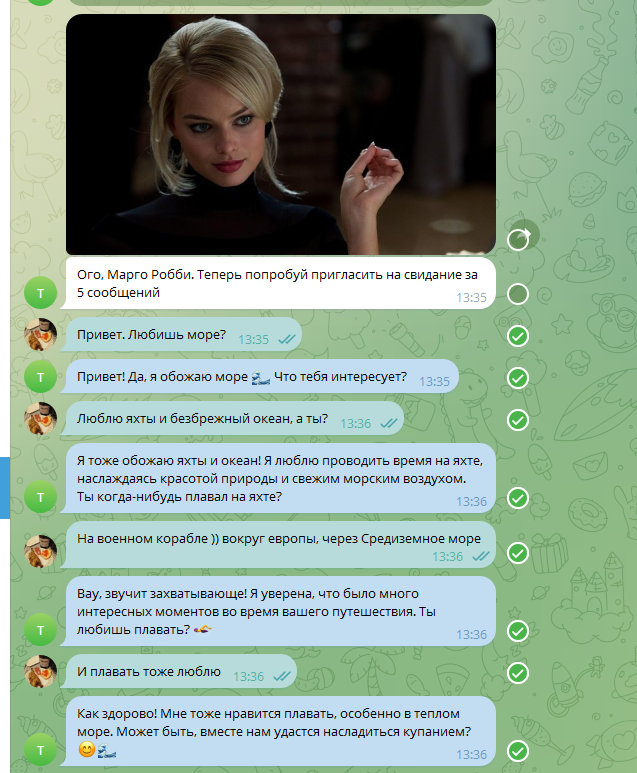 Ого, Марго Робби. Теперь попробуй пригласить на свидание за
5 сообщений
13:35
Т
Привет. Любишь море?
13:35
Привет! Да, я обожаю море 🌊 Что тебя интересует?
13:35
Т
Люблю яхты и безбрежный океан, а ты?
13:36
Я тоже обожаю яхты и океан! Я люблю проводить время на яхте,
наслаждаясь красотой природы и свежим морским воздухом.
Ты когда-нибудь плавал на яхте?
13:36
Т
На военном корабле )) вокруг европы, через Средиземное море
13:36
Вау, звучит захватывающе! Я уверена, что было много
интересных моментов во время вашего путешествия. Ты
любишь плавать? 🏊‍♀️
13:36
Т
И плавать тоже люблю
13:36
Как здорово! Мне тоже нравится плавать, особенно в теплом
море. Может быть, вместе нам удастся насладиться купанием?
😊🌊
13:36
Т